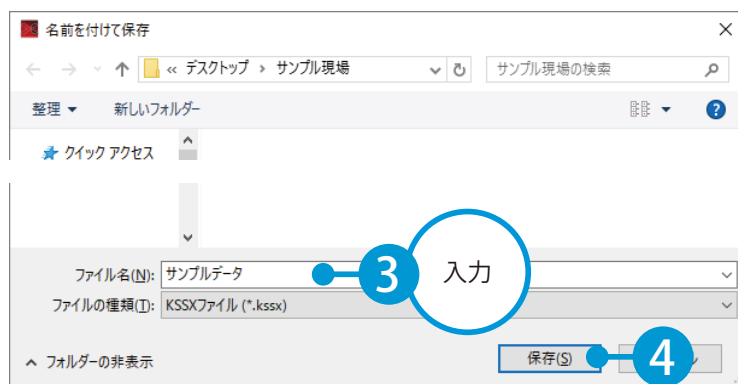 名前を付けて保存
« デスクトップ › サンプル現場
サンプル現場の検索
整理 新しいフォルダー
クイック アクセス
ファイル名(N): サンプルデータ
3 入力
ファイルの種類(T): KSSXファイル (*.kssx)
フォルダーの非表示
保存(S)
4